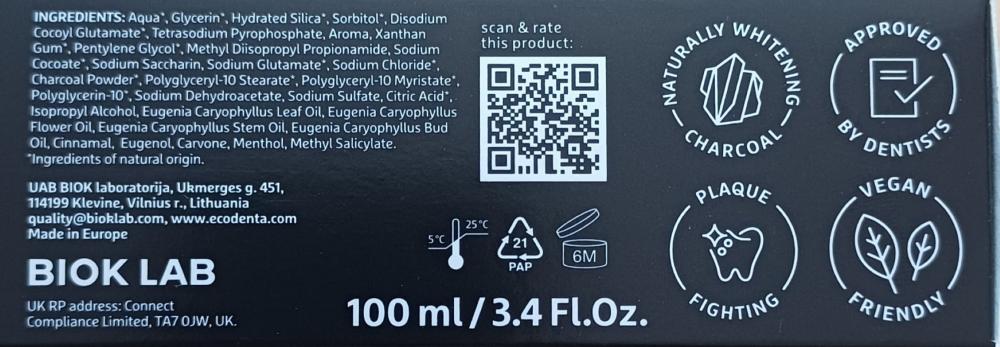 INGREDIENTS: Aqua*, Glycerin*, Hydrated Silica*, Sorbitol*, Disodium
Cocoyl Glutamate*, Tetrasodium Pyrophosphate, Aroma, Xanthan
Gum*, Pentylene Glycol*, Methyl Diisopropyl Propionamide, Sodium
Cocoate*, Sodium Saccharin, Sodium Glutamate*, Sodium Chloride*,
Charcoal Powder*, Polyglyceryl-10 Stearate*, Polyglyceryl-10 Myristate*,
Polyglycerin-10*, Sodium Dehydroacetate, Sodium Sulfate, Citric Acid*,
Isopropyl Alcohol, Eugenia Caryophyllus Leaf Oil, Eugenia Caryophyllus
Flower Oil, Eugenia Caryophyllus Stem Oil, Eugenia Caryophyllus Bud
Oil, Cinnamal, Eugenol, Carvone, Menthol, Methyl Salicylate.
*Ingredients of natural origin.
UAB BIOK laboratorija, Ukmerges g. 451,
114199 Klevine, Vilnius r., Lithuania
quality@bioklab.com, www.ecodenta.com
Made in Europe
BIOK LAB
UK RP address: Connect
Compliance Limited, TA7 0JW, UK.
scan & rate
this product:
5°C
25°C
21
PAP
6M
100 ml / 3.4 Fl.Oz.
NATURALLY WHITENING
CHARCOAL
APPROVED
BY DENTISTS
PLAQUE
FIGHTING
VEGAN
FRIENDLY